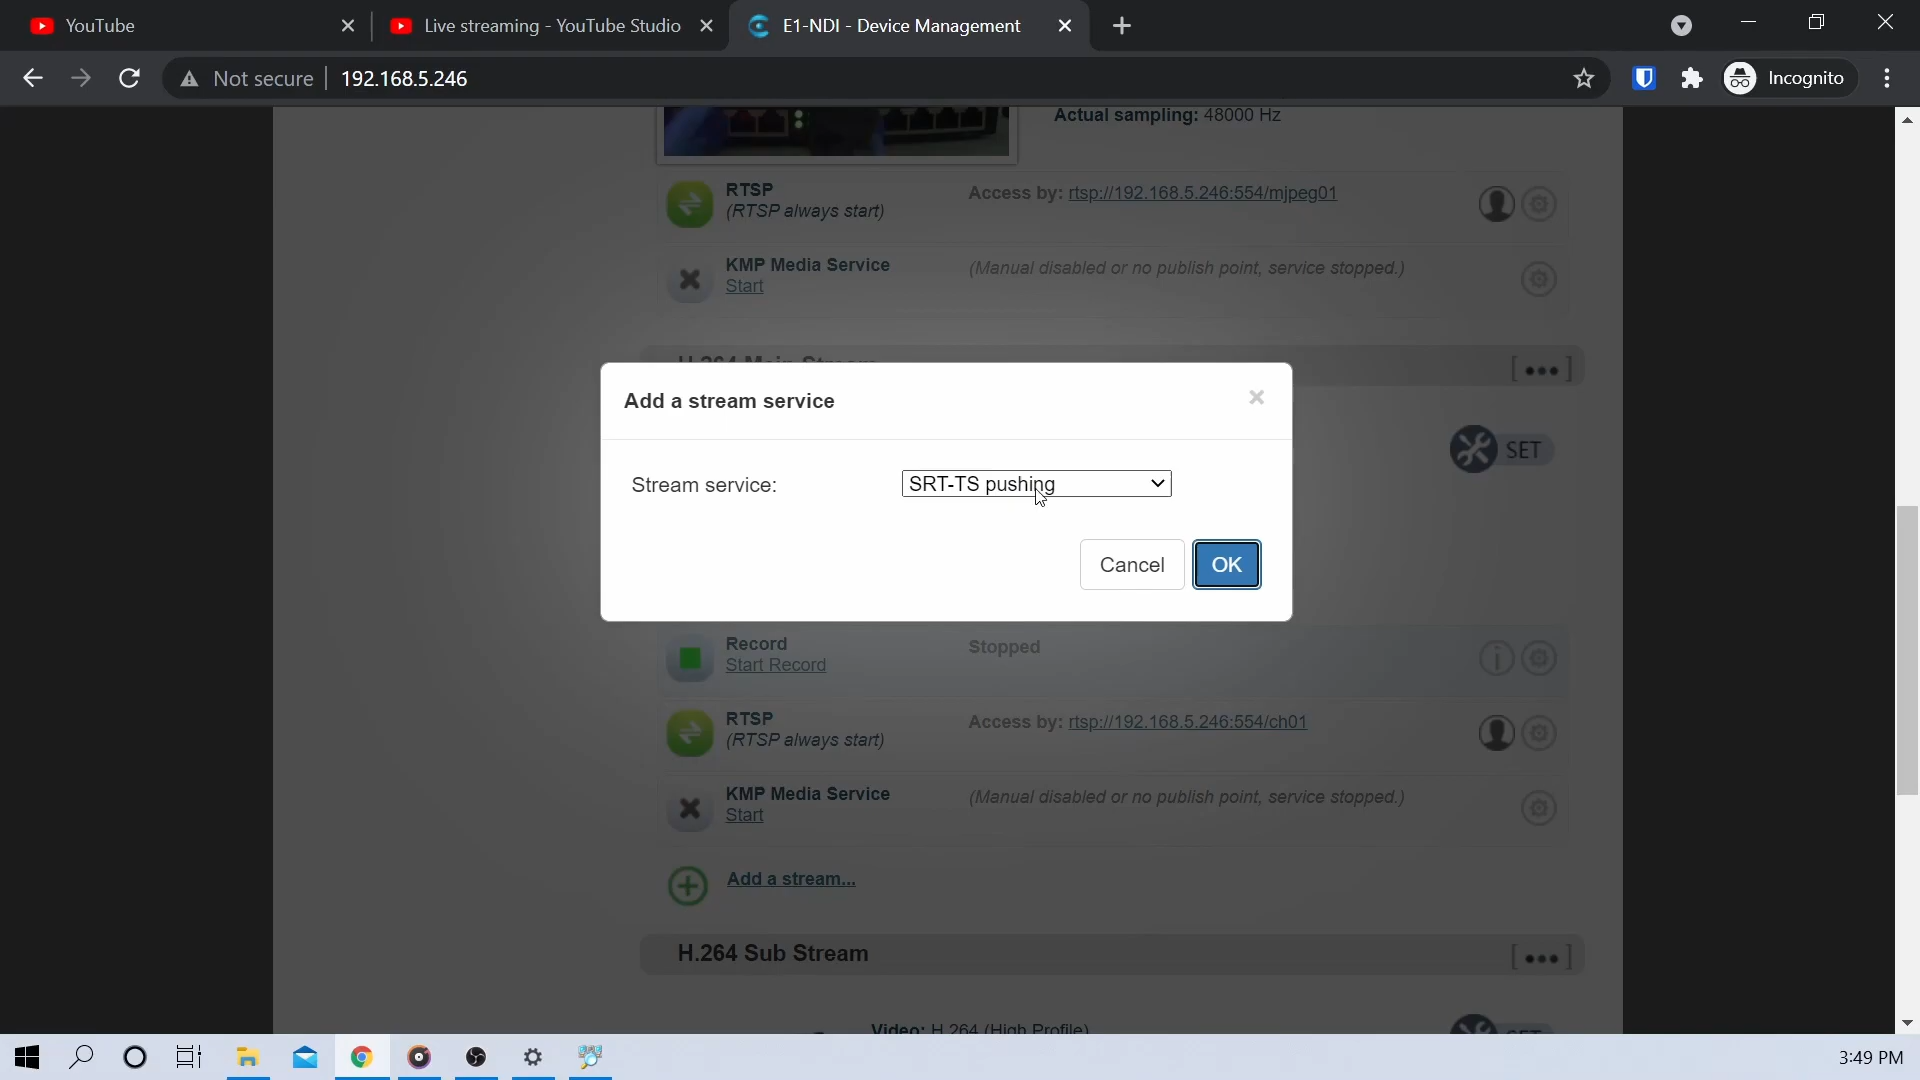 YouTube
Live streaming - YouTube Studio
E1-NDI - Device Management
Not secure
192.168.5.246
Incognito
Actual sampling: 48000 Hz
RTSP
(RTSP always start)
Access by: rtsp://192.168.5.246:554/mjpeg01
KMP Media Service
Start
(Manual disabled or no publish point, service stopped.)
H.264 Main Stream
[•••]
Add a stream service
SET
Stream service:
SRT-TS pushing
Cancel
OK
Record
Start Record
Stopped
RTSP
(RTSP always start)
Access by: rtsp://192.168.5.246:554/ch01
KMP Media Service
Start
(Manual disabled or no publish point, service stopped.)
Add a stream...
H.264 Sub Stream
[•••]
Video: H.264 (High Profile)
SET
3:49 PM